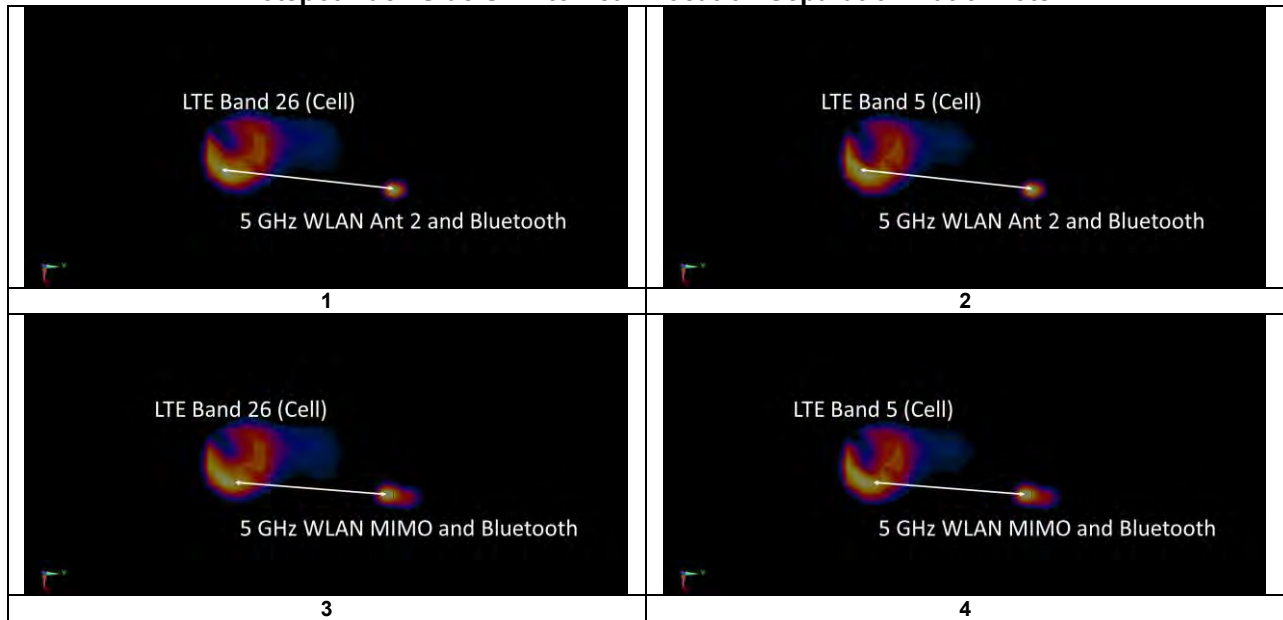 LTE Band 26 (Cell)
5 GHz WLAN Ant 2 and Bluetooth
LTE Band 5 (Cell)
5 GHz WLAN Ant 2 and Bluetooth
1
2
LTE Band 26 (Cell)
5 GHz WLAN MIMO and Bluetooth
LTE Band 5 (Cell)
5 GHz WLAN MIMO and Bluetooth
3
4